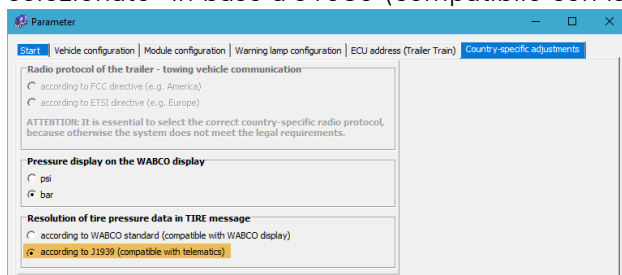 Parameter
Start Vehicle configuration Module configuration Warning lamp configuration ECU address (Trailer Train) Country-specific adjustments
Radio protocol of the trailer - towing vehicle communication
according to FCC directive (e.g. America)
according to ETSI directive (e.g. Europe)
ATTENTION: It is essential to select the correct country-specific radio protocol,
because otherwise the system does not meet the legal requirements.
Pressure display on the WABCO display
psi
bar
Resolution of tire pressure data in TIRE message
according to WABCO standard (compatible with WABCO display)
according to J1939 (compatible with telematics)